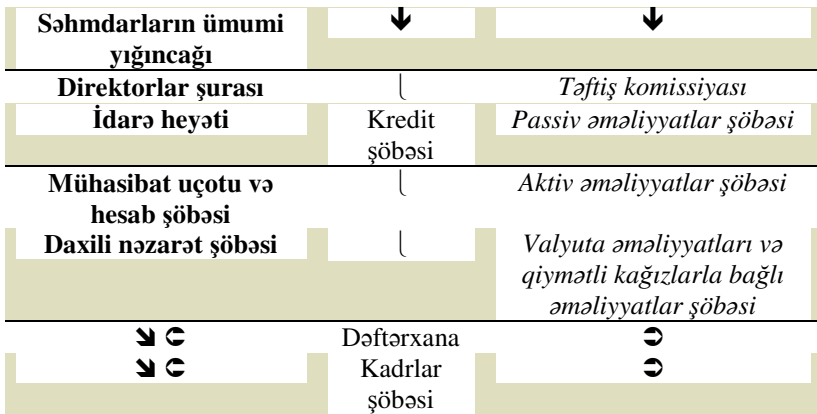 Səhmdarların ümumi 🡫 🡫
yığıncağı
Direktorlar şurası ⎩ Təftiş komissiyası
İdarə heyəti Kredit Passiv əməliyyatlar şöbəsi
şöbəsi
Mühasibat uçotu və ⎩ Aktiv əməliyyatlar şöbəsi
hesab şöbəsi
Daxili nəzarət şöbəsi ⎩ Valyuta əməliyyatları və
qiymətli kağızlarla bağlı
əməliyyatlar şöbəsi
🡮 ➲ Dəftərxana ➲
🡮 ➲ Kadrlar ➲
şöbəsi